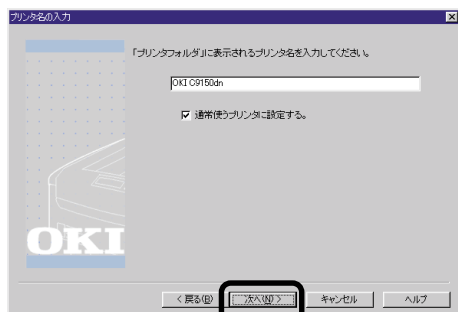 プリンタ名の入力
「プリンタフォルダ」に表示されるプリンタ名を入力してください。
OKI C9150dn
通常使うプリンタに設定する。
OKI
< 戻る(B)
次へ(N) >
キャンセル
ヘルプ